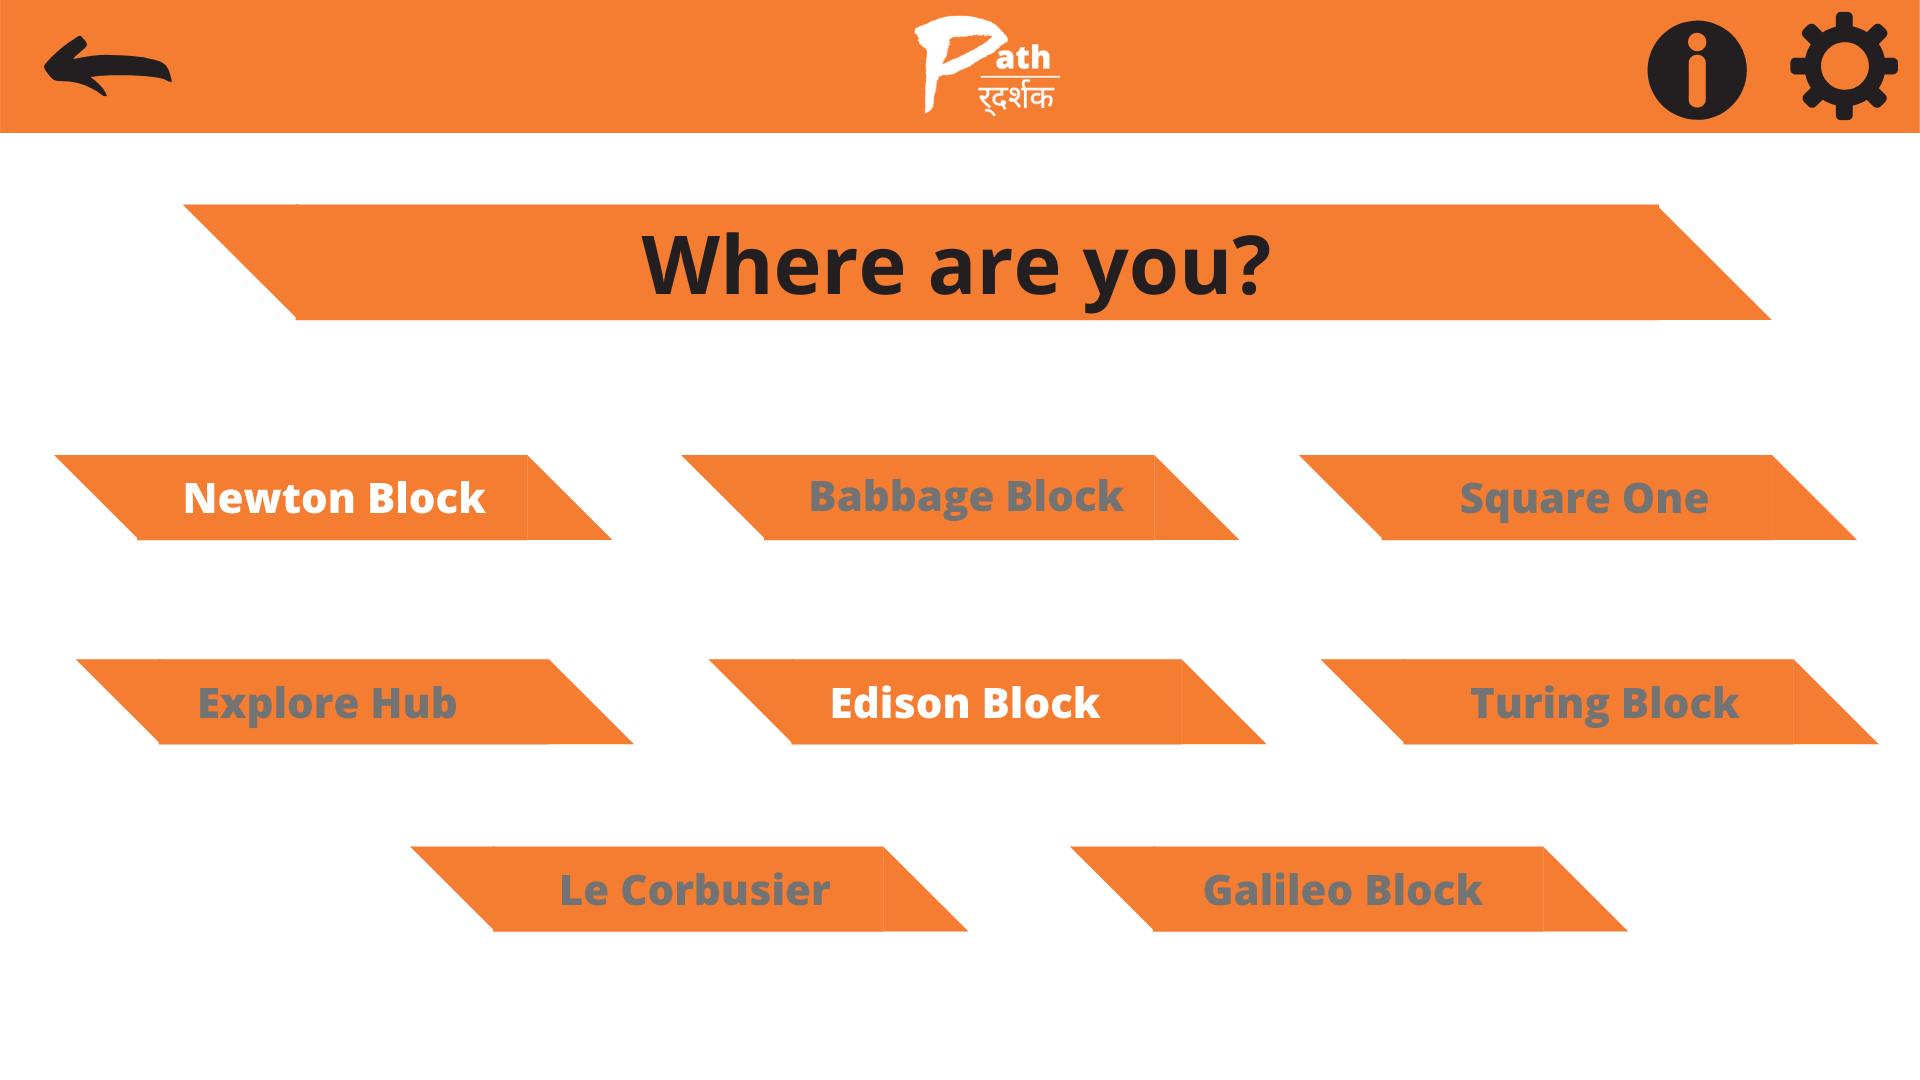 Path
र्दर्शक
Where are you?
Newton Block
Babbage Block
Square One
Explore Hub
Edison Block
Turing Block
Le Corbusier
Galileo Block